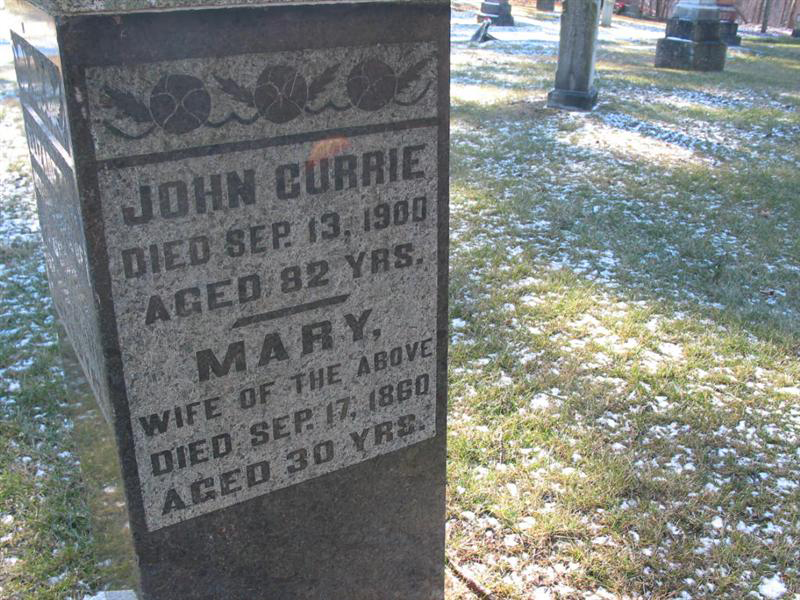 JOHN CURRIE
DIED SEP. 13, 1900
AGED 82 YRS.
MARY,
WIFE OF THE ABOVE
DIED SEP. 17, 1860
AGED 30 YRS.